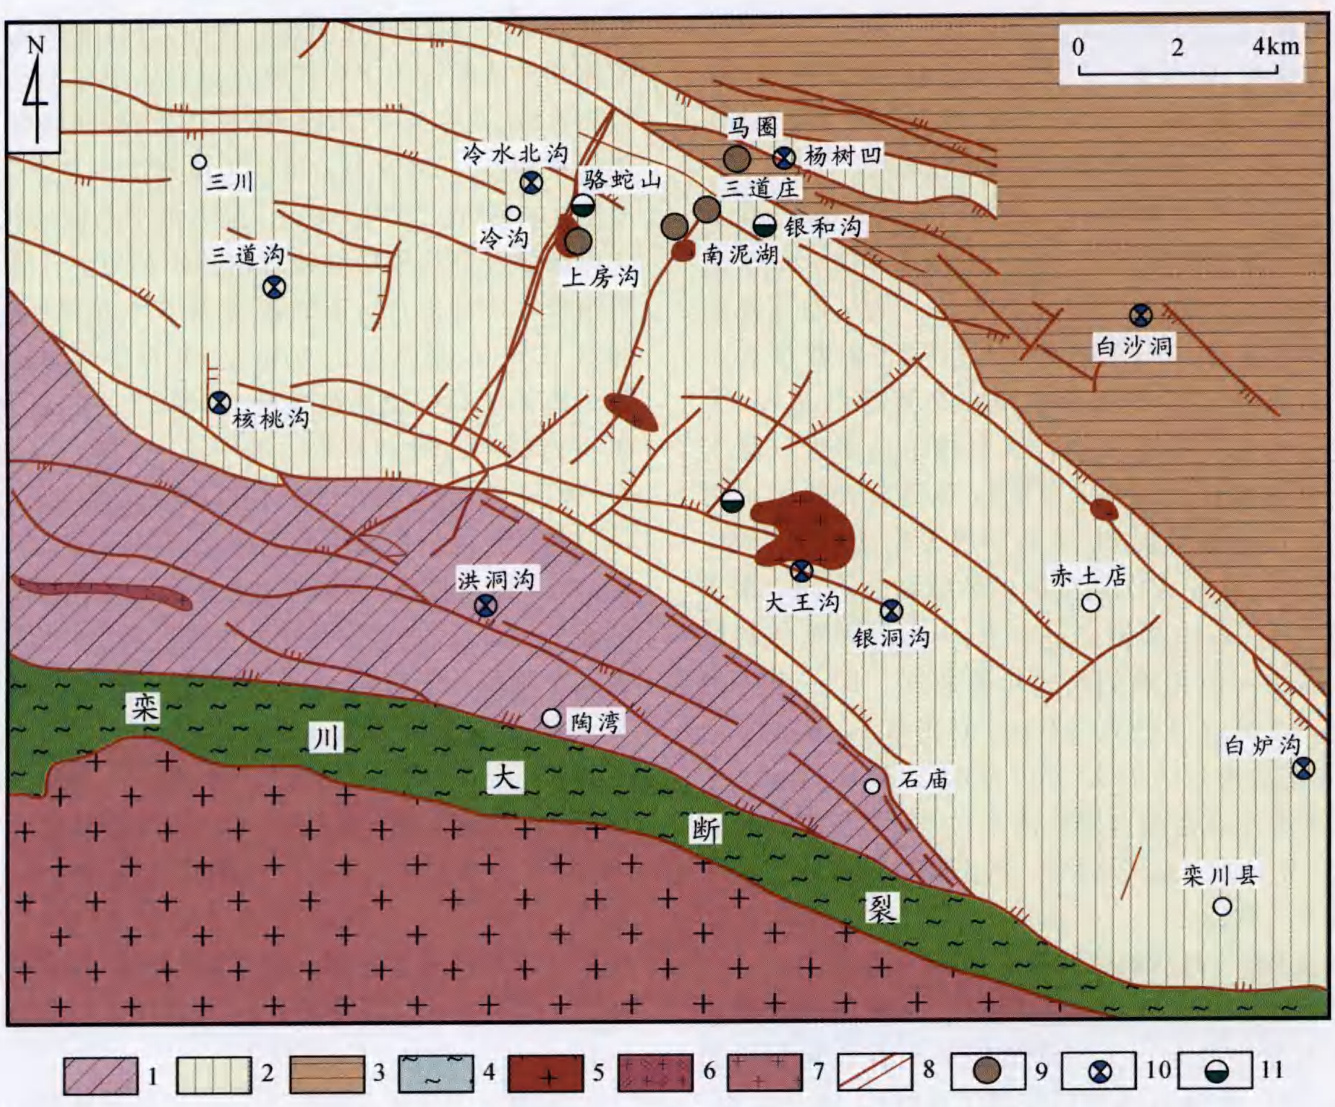 N
0 2 4km
马圈
冷水北沟
杨树凹
骆蛇山
三道庄
三川
冷沟
银和沟
三道沟
南泥湖
上房沟
白沙洞
核桃沟
洪洞沟
赤土店
大王沟
银洞沟
栾
陶湾
川
白炉沟
大
石庙
断
栾川县
裂
1 2 3 4 5 6 7 8 9 10 11